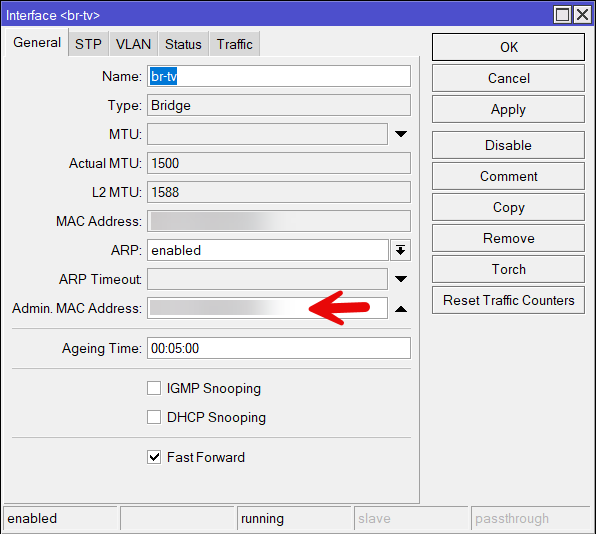 Interface <br-tv>
General STP VLAN Status Traffic
Name: br-tv
Type: Bridge
MTU:
Actual MTU: 1500
L2 MTU: 1588
MAC Address:
ARP: enabled
ARP Timeout:
Admin. MAC Address:
Ageing Time: 00:05:00
IGMP Snooping
DHCP Snooping
Fast Forward
OK
Cancel
Apply
Disable
Comment
Copy
Remove
Torch
Reset Traffic Counters
enabled running slave passthrough